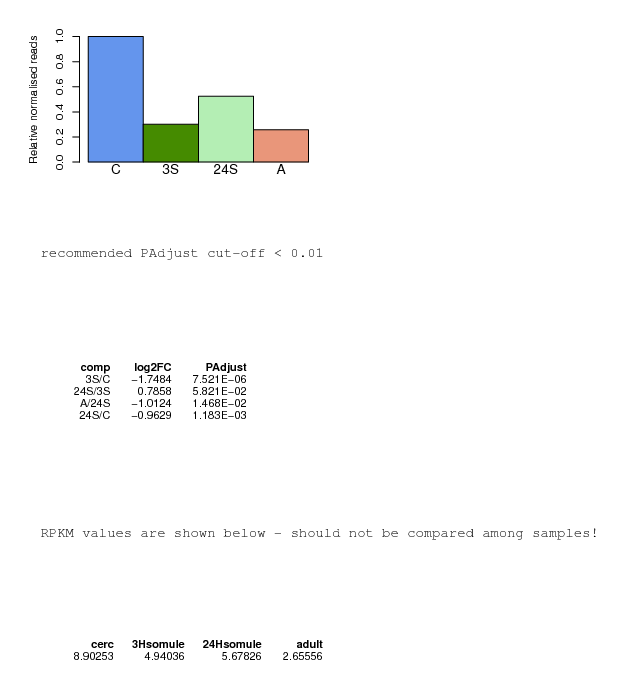 Relative normalised reads
1.0
0.8
0.6
0.4
0.2
0.0
C 3S 24S A
recommended PAdjust cut-off < 0.01
comp log2FC PAdjust
3S/C −1.7484 7.521E−06
24S/3S 0.7858 5.821E−02
A/24S −1.0124 1.468E−02
24S/C −0.9629 1.183E−03
RPKM values are shown below - should not be compared among samples!
cerc 3Hsomule 24Hsomule adult
8.90253 4.94036 5.67826 2.65556